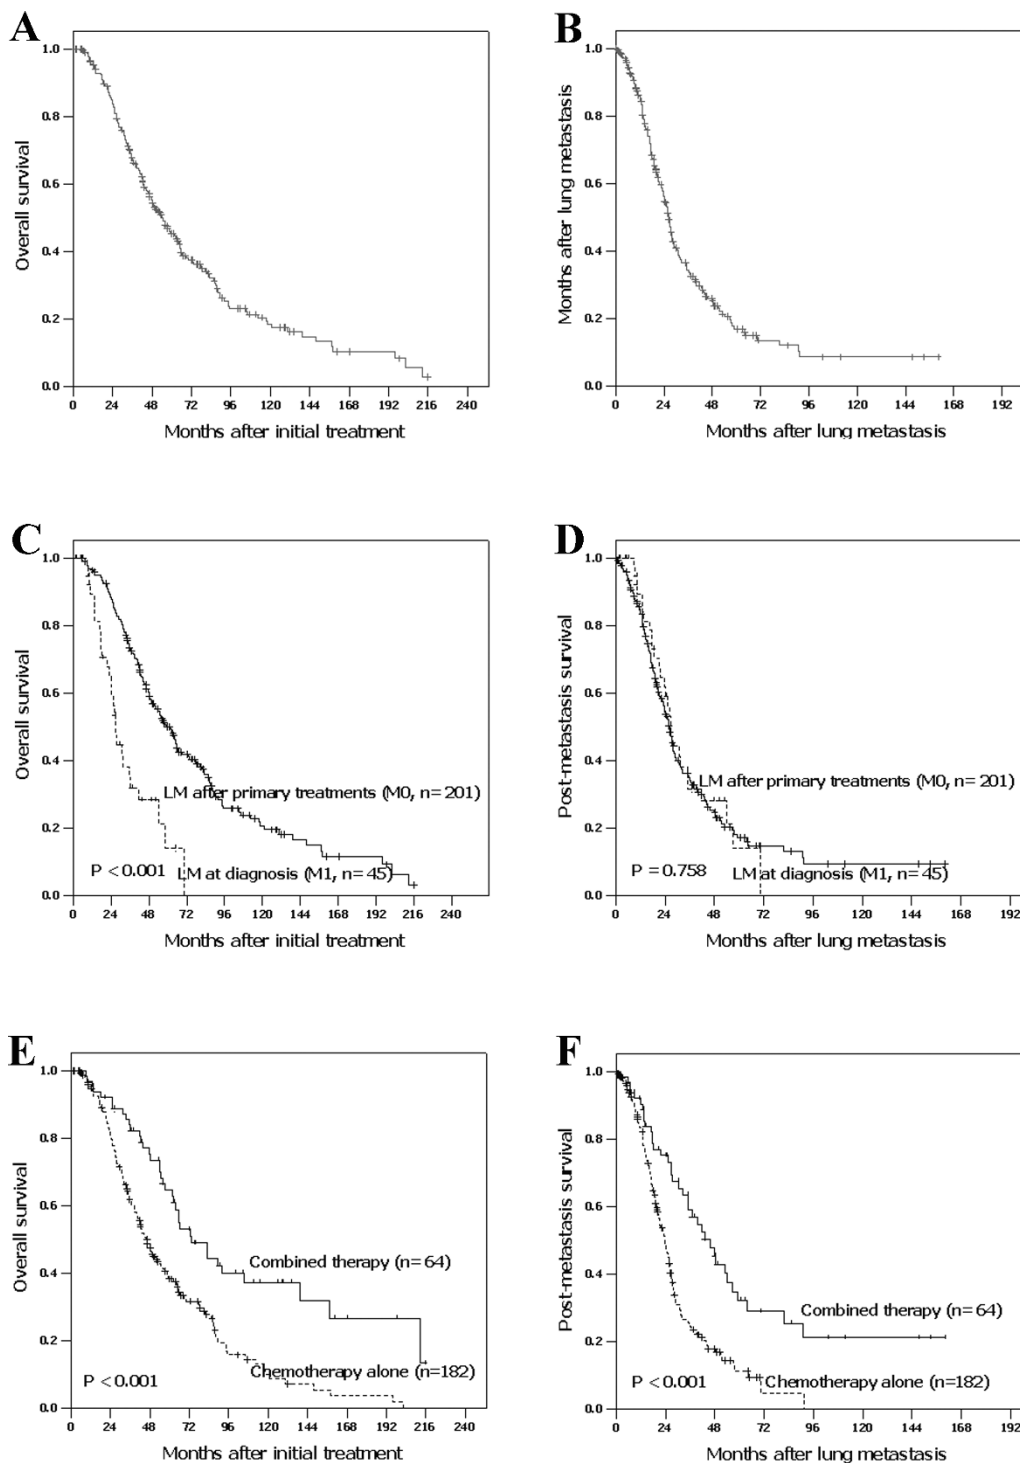 A
Overall survival
1.0
0.8
0.6
0.4
0.2
0.0
0 24 48 72 96 120 144 168 192 216 240
Months after initial treatment
B
Months after lung metastasis
1.0
0.8
0.6
0.4
0.2
0.0
0 24 48 72 96 120 144 168 192
Months after lung metastasis
C
Overall survival
1.0
0.8
0.6
0.4
0.2
0.0
LM after primary treatments (M0, n=201)
P <0.001
LM at diagnosis (M1, n=45)
0 24 48 72 96 120 144 168 192 216 240
Months after initial treatment
D
Post-metastasis survival
1.0
0.8
0.6
0.4
0.2
0.0
LM after primary treatments (M0, n=201)
P =0.758
LM at diagnosis (M1, n=45)
0 24 48 72 96 120 144 168 192
Months after lung metastasis
E
Overall survival
1.0
0.8
0.6
0.4
0.2
0.0
Combined therapy (n=64)
Chemotherapy alone (n=182)
P <0.001
0 24 48 72 96 120 144 168 192 216 240
Months after initial treatment
F
Post-metastasis survival
1.0
0.8
0.6
0.4
0.2
0.0
Combined therapy (n=64)
P <0.001
Chemotherapy alone (n=182)
0 24 48 72 96 120 144 168 192
Months after lung metastasis